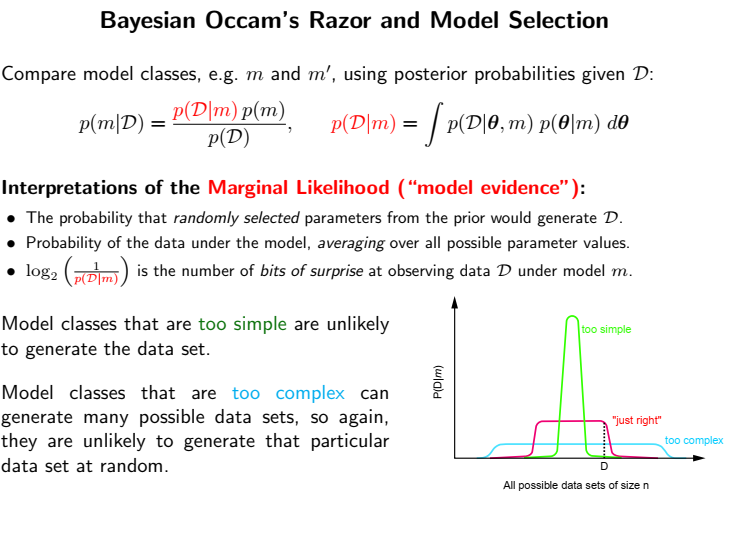 Bayesian Occam's Razor and Model Selection
Compare model classes, e.g. m and m′, using posterior probabilities given 𝒟:
p(m|𝒟) = p(𝒟|m) p(m) / p(𝒟), p(𝒟|m) = ∫ p(𝒟|θ, m) p(θ|m) dθ
Interpretations of the Marginal Likelihood ("model evidence"):
• The probability that randomly selected parameters from the prior would generate 𝒟.
• Probability of the data under the model, averaging over all possible parameter values.
• log₂ (1 / p(𝒟|m)) is the number of bits of surprise at observing data 𝒟 under model m.
Model classes that are too simple are unlikely
to generate the data set.
Model classes that are too complex can
generate many possible data sets, so again,
they are unlikely to generate that particular
data set at random.
too simple
P(D|m)
"just right"
too complex
D
All possible data sets of size n